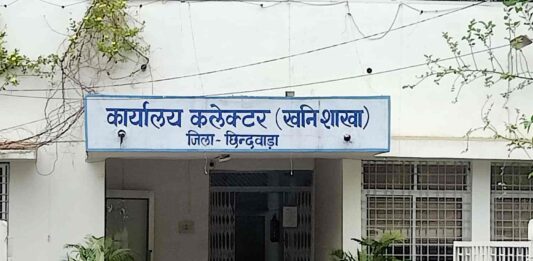 कार्यालय कलेक्टर (खनि शाखा)
जिला - छिन्दवाड़ा